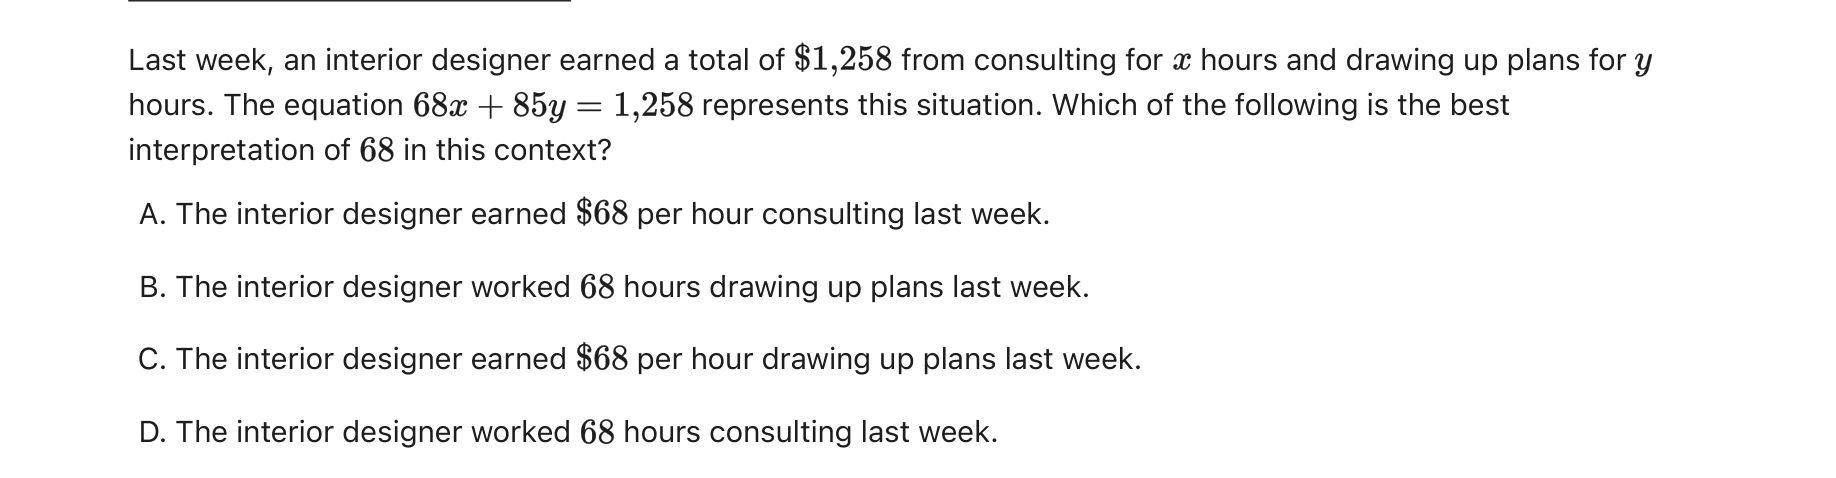 Last week, an interior designer earned a total of $1,258 from consulting for x hours and drawing up plans for y
hours. The equation 68x + 85y = 1,258 represents this situation. Which of the following is the best
interpretation of 68 in this context?
A. The interior designer earned $68 per hour consulting last week.
B. The interior designer worked 68 hours drawing up plans last week.
C. The interior designer earned $68 per hour drawing up plans last week.
D. The interior designer worked 68 hours consulting last week.